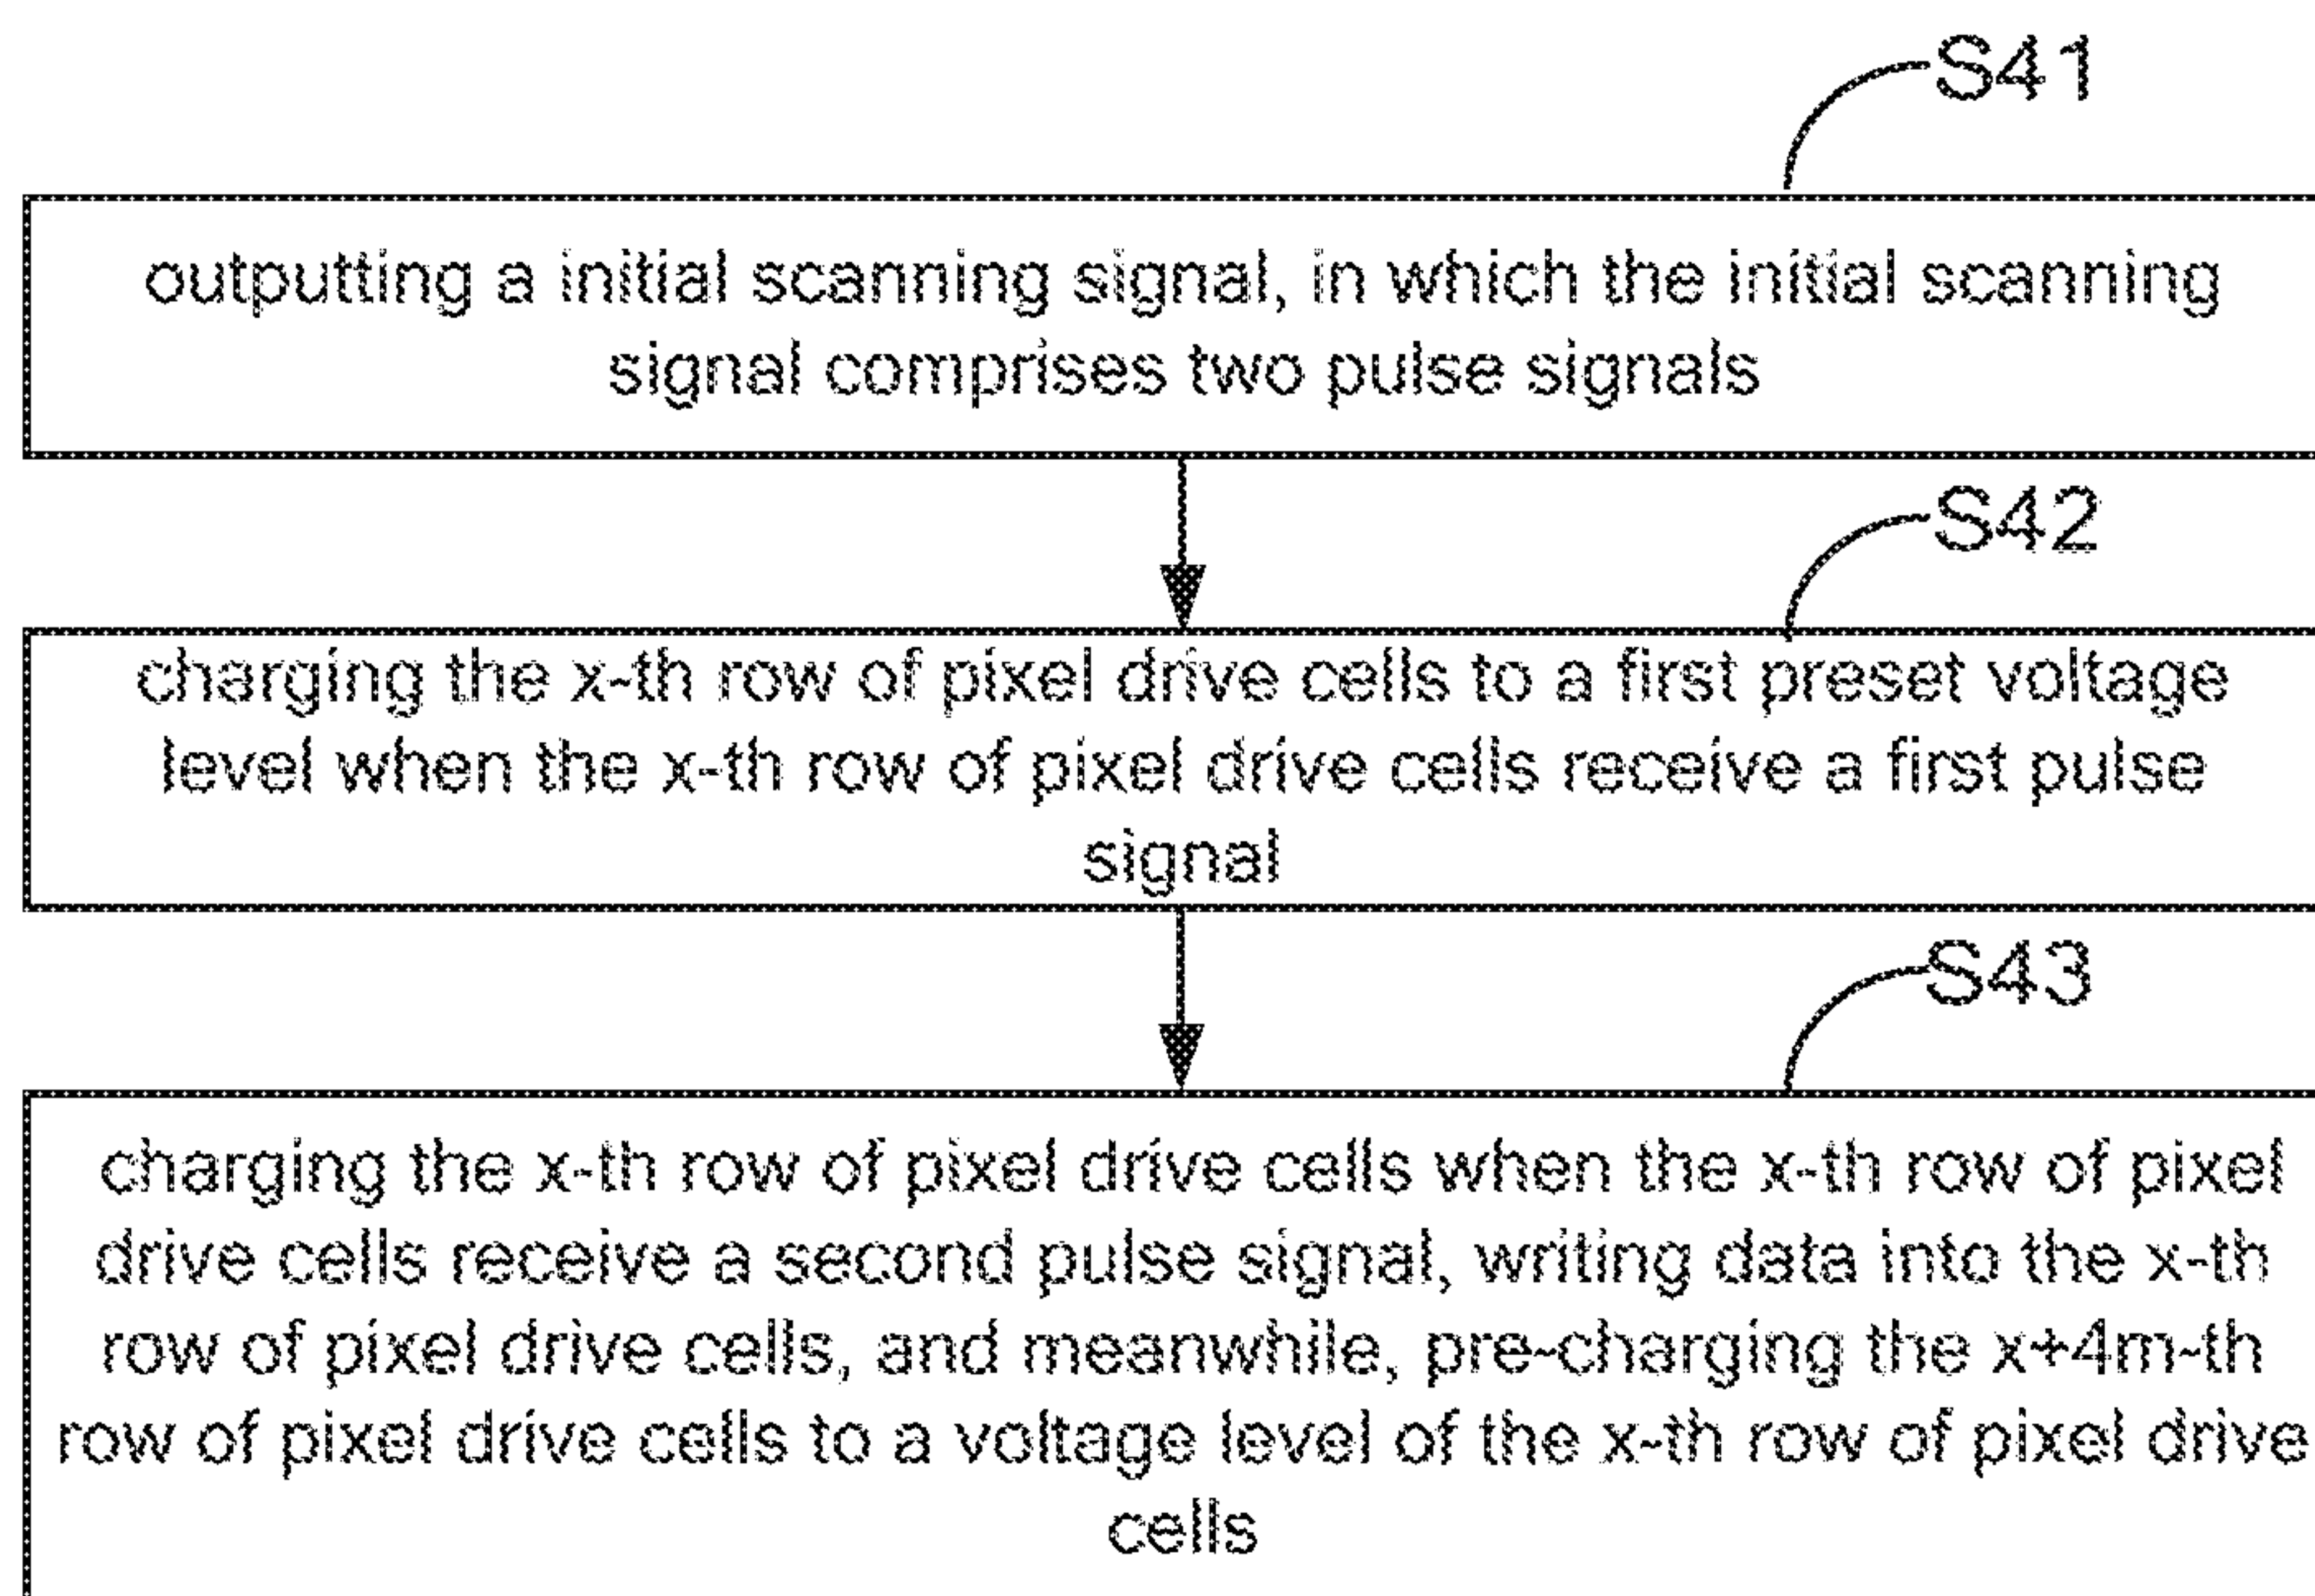 S41
outputting a initial scanning signal, in which the initial scanning
signal comprises two pulse signals
S42
charging the x-th row of pixel drive cells to a first preset voltage
level when the x-th row of pixel drive cells receive a first pulse
signal
S43
charging the x-th row of pixel drive cells when the x-th row of pixel
drive cells receive a second pulse signal, writing data into the x-th
row of pixel drive cells, and meanwhile, pre-charging the x+4m-th
row of pixel drive cells to a voltage level of the x-th row of pixel drive
cells